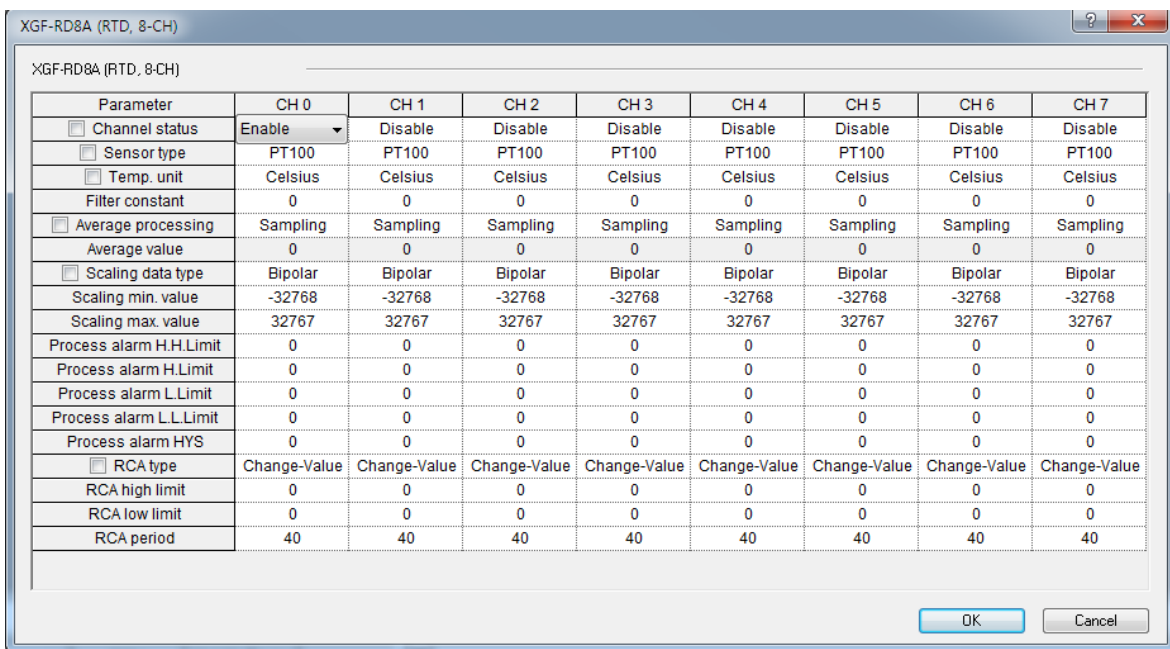 XGF-RD8A (RTD, 8-CH)
XGF-RD8A (RTD, 8-CH)
Parameter CH 0 CH 1 CH 2 CH 3 CH 4 CH 5 CH 6 CH 7
Channel status Enable Disable Disable Disable Disable Disable Disable Disable
Sensor type PT100 PT100 PT100 PT100 PT100 PT100 PT100 PT100
Temp. unit Celsius Celsius Celsius Celsius Celsius Celsius Celsius Celsius
Filter constant 0 0 0 0 0 0 0 0
Average processing Sampling Sampling Sampling Sampling Sampling Sampling Sampling Sampling
Average value 0 0 0 0 0 0 0 0
Scaling data type Bipolar Bipolar Bipolar Bipolar Bipolar Bipolar Bipolar Bipolar
Scaling min. value -32768 -32768 -32768 -32768 -32768 -32768 -32768 -32768
Scaling max. value 32767 32767 32767 32767 32767 32767 32767 32767
Process alarm H.H.Limit 0 0 0 0 0 0 0 0
Process alarm H.Limit 0 0 0 0 0 0 0 0
Process alarm L.Limit 0 0 0 0 0 0 0 0
Process alarm L.L.Limit 0 0 0 0 0 0 0 0
Process alarm HYS 0 0 0 0 0 0 0 0
RCA type Change-Value Change-Value Change-Value Change-Value Change-Value Change-Value Change-Value Change-Value
RCA high limit 0 0 0 0 0 0 0 0
RCA low limit 0 0 0 0 0 0 0 0
RCA period 40 40 40 40 40 40 40 40
OK Cancel